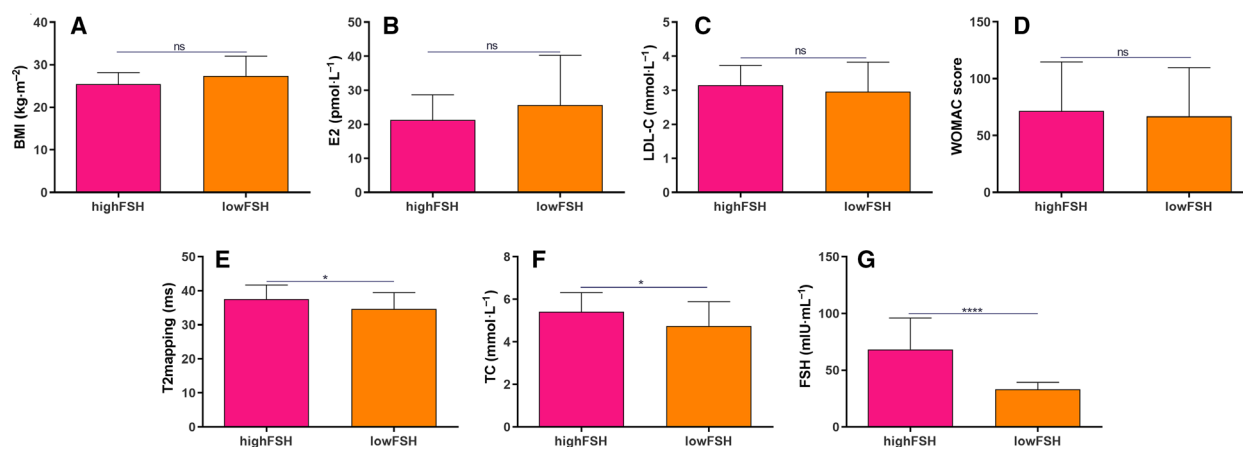 A
BMI (kg·m⁻²)
40
30
20
10
0
ns
highFSH
lowFSH
B
E2 (pmol·L⁻¹)
50
40
30
20
10
0
ns
highFSH
lowFSH
C
LDL-C (mmol·L⁻¹)
5
4
3
2
1
0
ns
highFSH
lowFSH
D
WOMAC score
150
100
50
0
ns
highFSH
lowFSH
E
T2mapping (ms)
50
40
30
20
10
0
*
highFSH
lowFSH
F
TC (mmol·L⁻¹)
8
6
4
2
0
*
highFSH
lowFSH
G
FSH (mIU·mL⁻¹)
150
100
50
0
****
highFSH
lowFSH